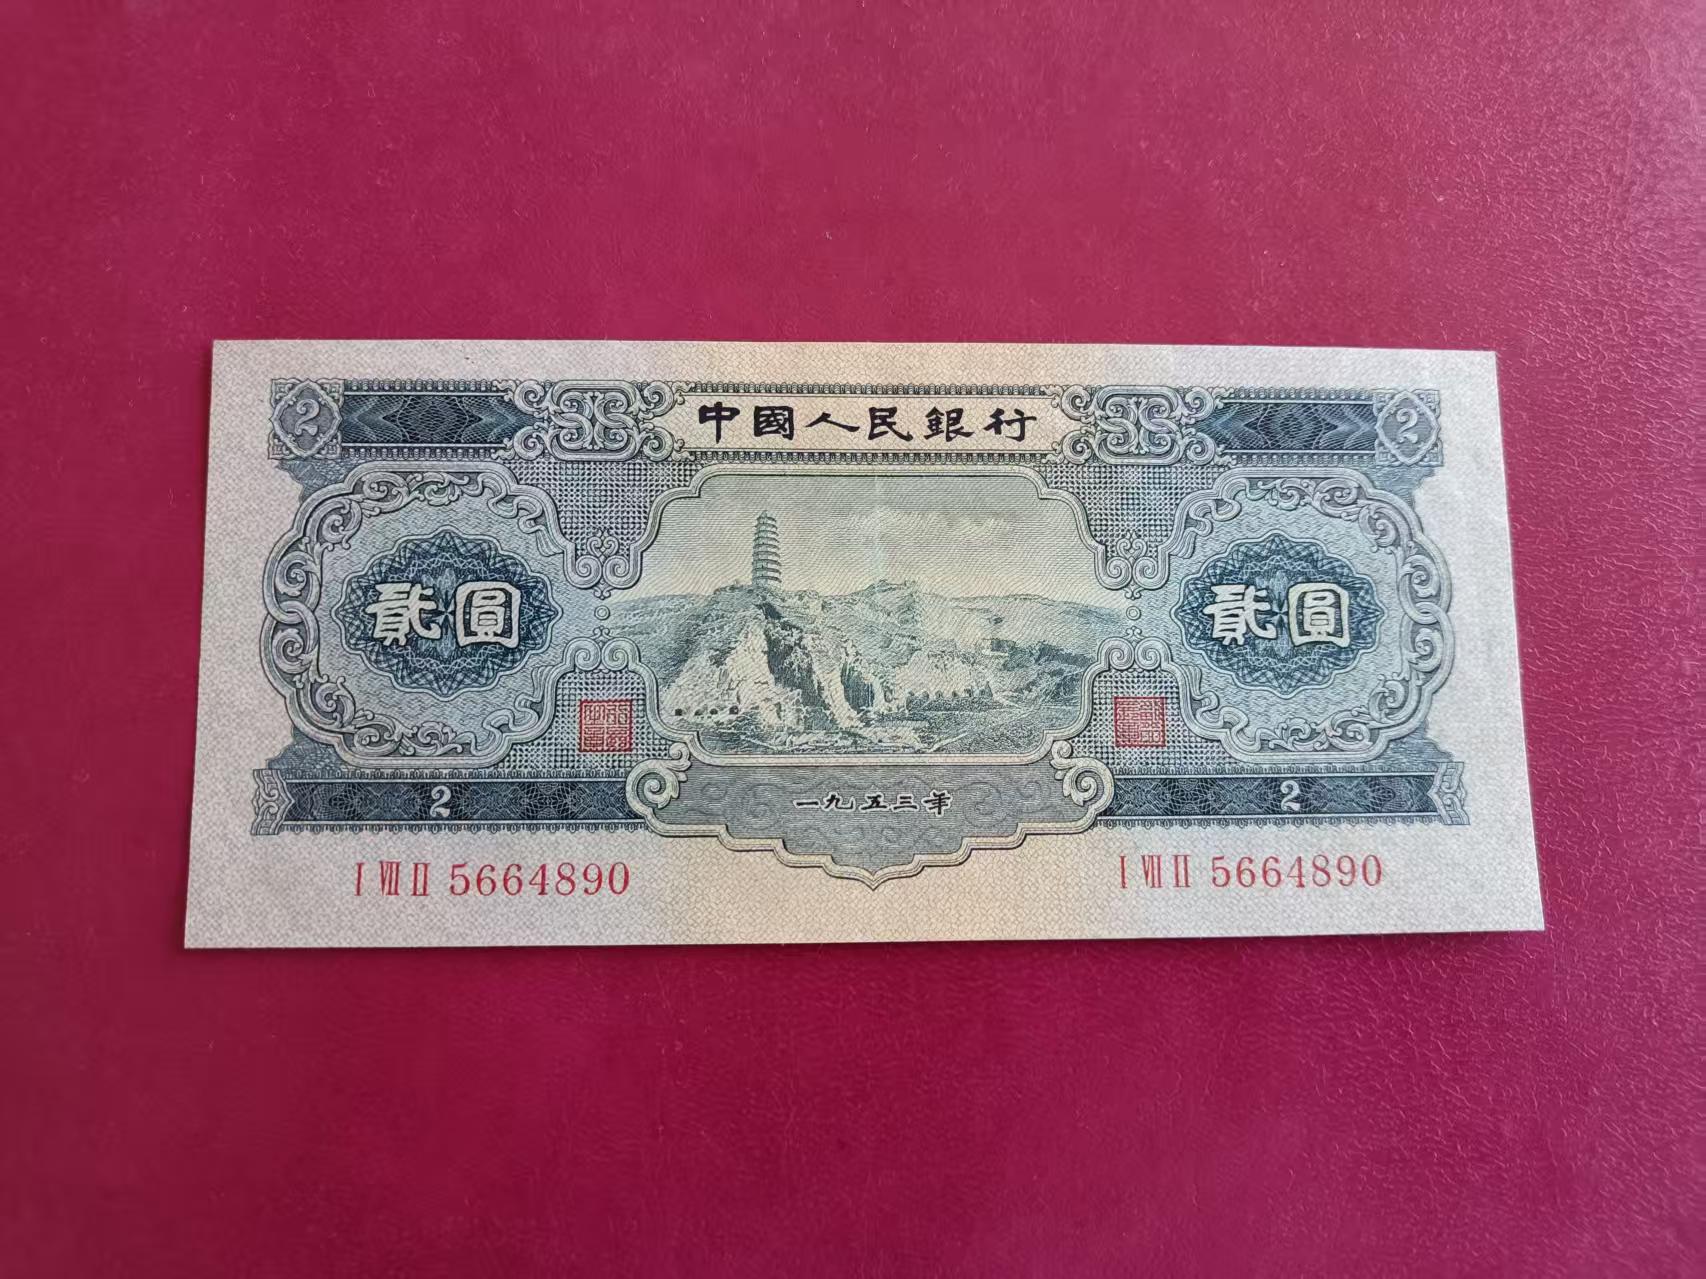 2 中國人民銀行 2
貳圓 貳圓
2 一九五三年 2
I VII II 5664890 I VII II 5664890